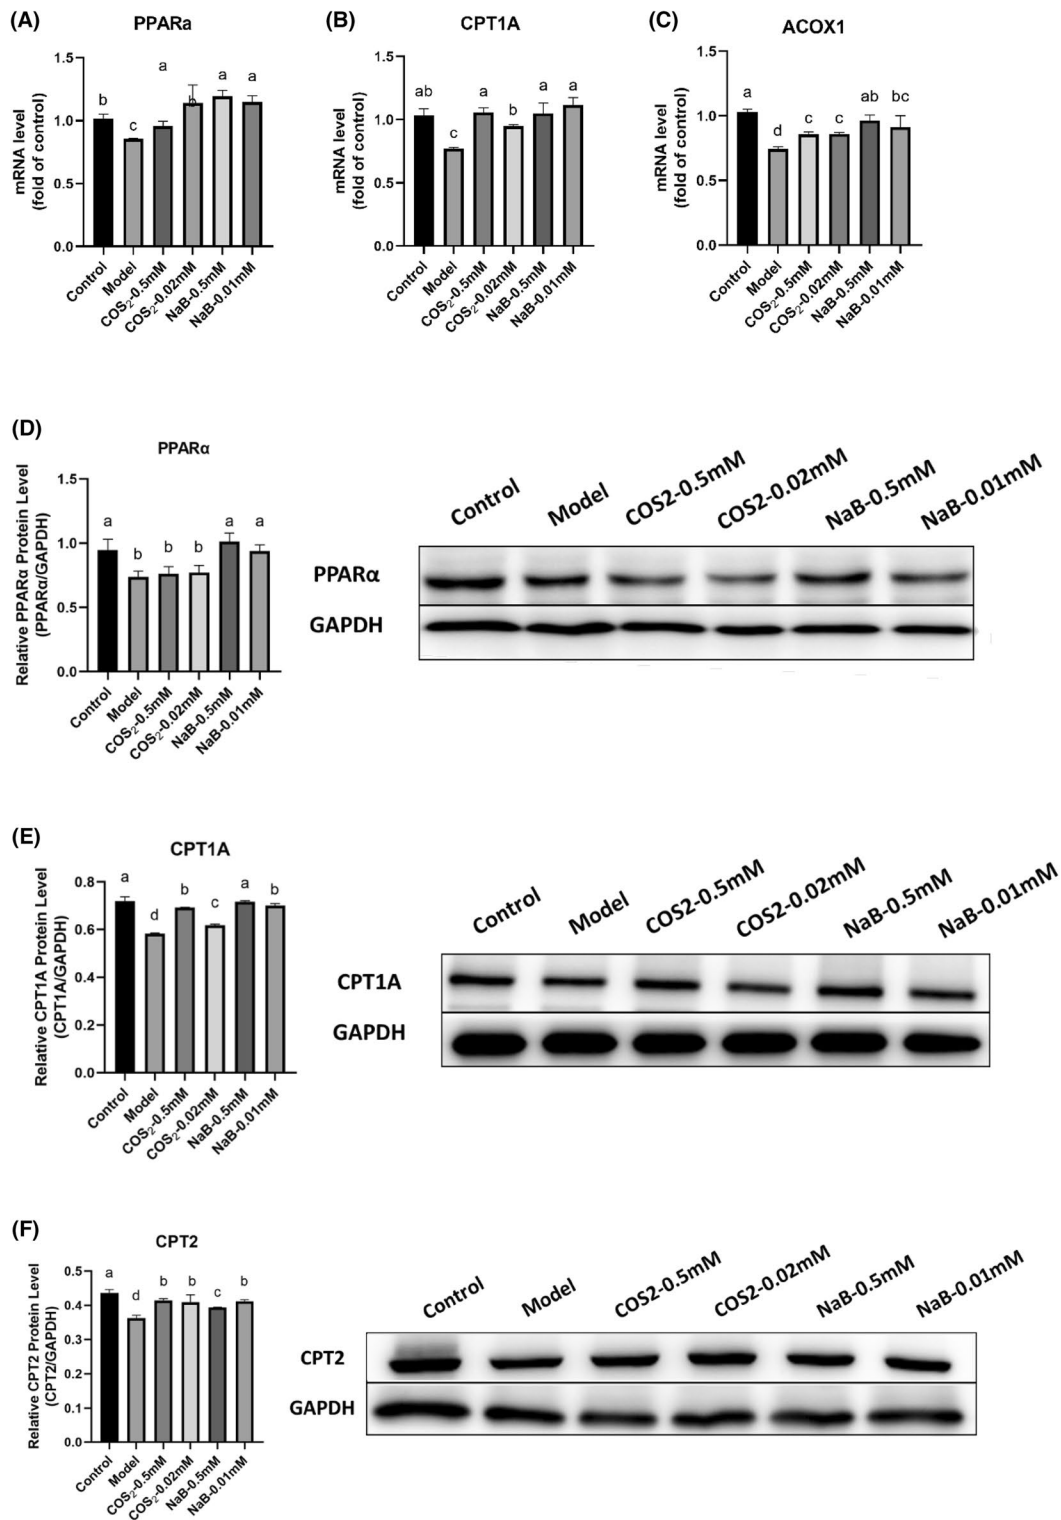 (A)
PPARa
mRNA level
(fold of control)
1.5
1.0
0.5
0.0
b
c
a
b
a
a
Control
Model
COS₂-0.5mM
COS₂-0.02mM
NaB-0.5mM
NaB-0.01mM
(B)
CPT1A
mRNA level
(fold of control)
1.5
1.0
0.5
0.0
ab
c
a
b
a
a
Control
Model
COS₂-0.5mM
COS₂-0.02mM
NaB-0.5mM
NaB-0.01mM
(C)
ACOX1
mRNA level
(fold of control)
1.5
1.0
0.5
0.0
a
d
c
c
ab
bc
Control
Model
COS₂-0.5mM
COS₂-0.02mM
NaB-0.5mM
NaB-0.01mM
(D)
PPARα
Relative PPARα Protein Level
(PPARα/GAPDH)
1.5
1.0
0.5
0.0
a
b
b
b
a
a
Control
Model
COS₂-0.5mM
COS₂-0.02mM
NaB-0.5mM
NaB-0.01mM
Control
Model
COS2-0.5mM
COS2-0.02mM
NaB-0.5mM
NaB-0.01mM
PPARα
GAPDH
(E)
CPT1A
Relative CPT1A Protein Level
(CPT1A/GAPDH)
0.8
0.6
0.4
0.2
0.0
a
d
b
c
a
b
Control
Model
COS₂-0.5mM
COS₂-0.02mM
NaB-0.5mM
NaB-0.01mM
Control
Model
COS2-0.5mM
COS2-0.02mM
NaB-0.5mM
NaB-0.01mM
CPT1A
GAPDH
(F)
CPT2
Relative CPT2 Protein Level
(CPT2/GAPDH)
0.5
0.4
0.3
0.2
0.1
0.0
a
d
b
b
c
b
Control
Model
COS₂-0.5mM
COS₂-0.02mM
NaB-0.5mM
NaB-0.01mM
Control
Model
COS2-0.5mM
COS2-0.02mM
NaB-0.5mM
NaB-0.01mM
CPT2
GAPDH